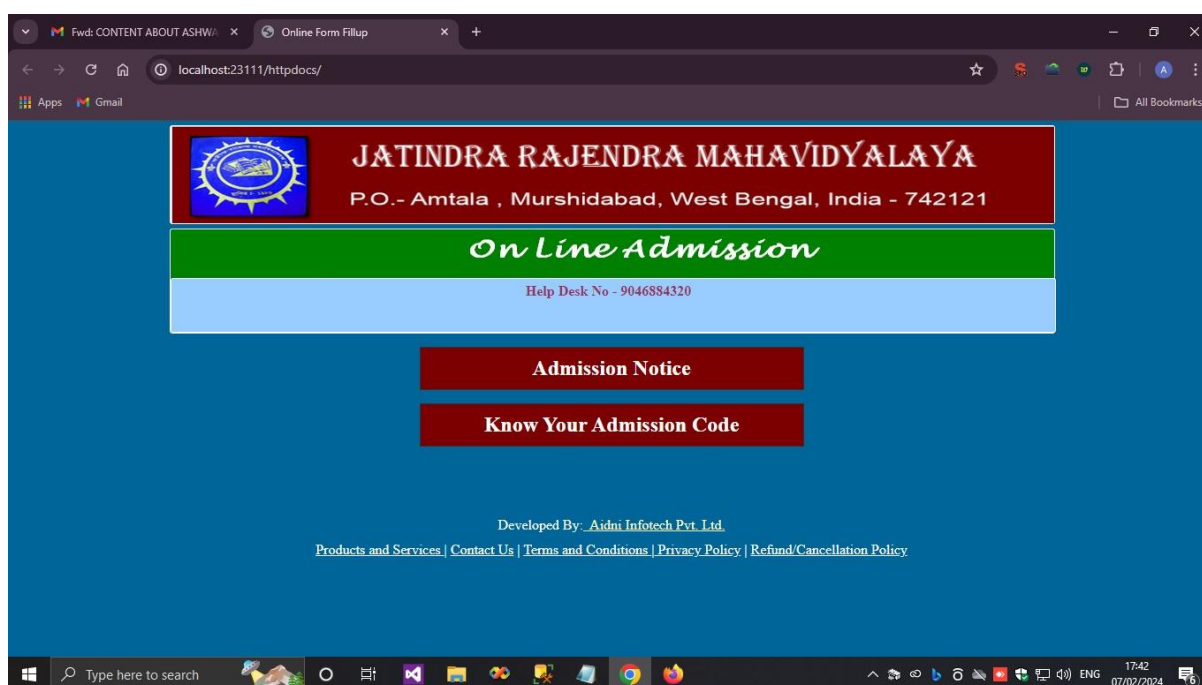 Fwd: CONTENT ABOUT ASHWA
Online Form Fillup
localhost:23111/httpdocs/
A
Apps
Gmail
All Bookmarks
JATINDRA RAJENDRA MAHAVIDYALAYA
P.O.- Amtala , Murshidabad, West Bengal, India - 742121
On Line Admission
Help Desk No - 9046884320
Admission Notice
Know Your Admission Code
Developed By: Aidni Infotech Pvt. Ltd.
Products and Services | Contact Us | Terms and Conditions | Privacy Policy | Refund/Cancellation Policy
Type here to search
ENG
17:42
07/02/2024